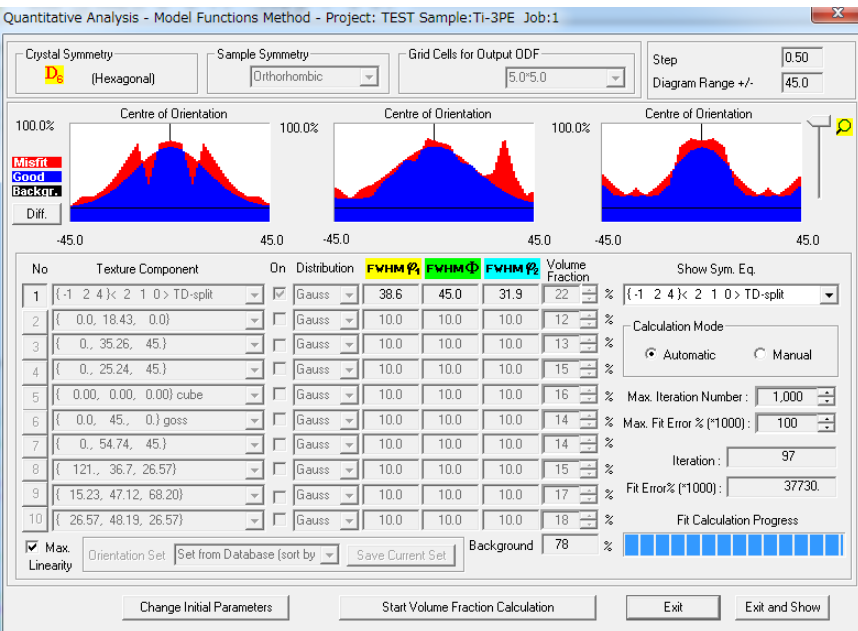 Quantitative Analysis - Model Functions Method - Project: TEST Sample:Ti-3PE Job:1
Crystal Symmetry
D6 (Hexagonal)
Sample Symmetry
Orthorhombic
Grid Cells for Output ODF
5.0*5.0
Step 0.50
Diagram Range +/- 45.0
Centre of Orientation Centre of Orientation Centre of Orientation
100.0% 100.0% 100.0%
Misfit
Good
Backgr.
Diff.
-45.0 45.0 -45.0 45.0 -45.0 45.0
No Texture Component On Distribution FWHM φ1 FWHM Φ FWHM φ2 Volume Fraction Show Sym. Eq.
1 {-1 2 4}< 2 1 0> TD-split Gauss 38.6 45.0 31.9 22 % {-1 2 4}< 2 1 0> TD-split
2 { 0.0, 18.43, 0.0} Gauss 10.0 10.0 10.0 12 %
3 { 0., 35.26, 45.} Gauss 10.0 10.0 10.0 13 %
4 { 0., 25.24, 45.} Gauss 10.0 10.0 10.0 15 %
5 { 0.00, 0.00, 0.00} cube Gauss 10.0 10.0 10.0 16 %
6 { 0.0, 45., 0.} goss Gauss 10.0 10.0 10.0 14 %
7 { 0., 54.74, 45.} Gauss 10.0 10.0 10.0 14 %
8 { 121., 36.7, 26.57} Gauss 10.0 10.0 10.0 15 %
9 { 15.23, 47.12, 68.20} Gauss 10.0 10.0 10.0 17 %
10 { 26.57, 48.19, 26.57} Gauss 10.0 10.0 10.0 18 %
Calculation Mode
Automatic Manual
Max. Iteration Number : 1,000
Max. Fit Error % (*1000) : 100
Iteration : 97
Fit Error% (*1000) : 37730.
Fit Calculation Progress
Max. Linearity
Orientation Set Set from Database (sort by Save Current Set
Background 78 %
Change Initial Parameters Start Volume Fraction Calculation Exit Exit and Show